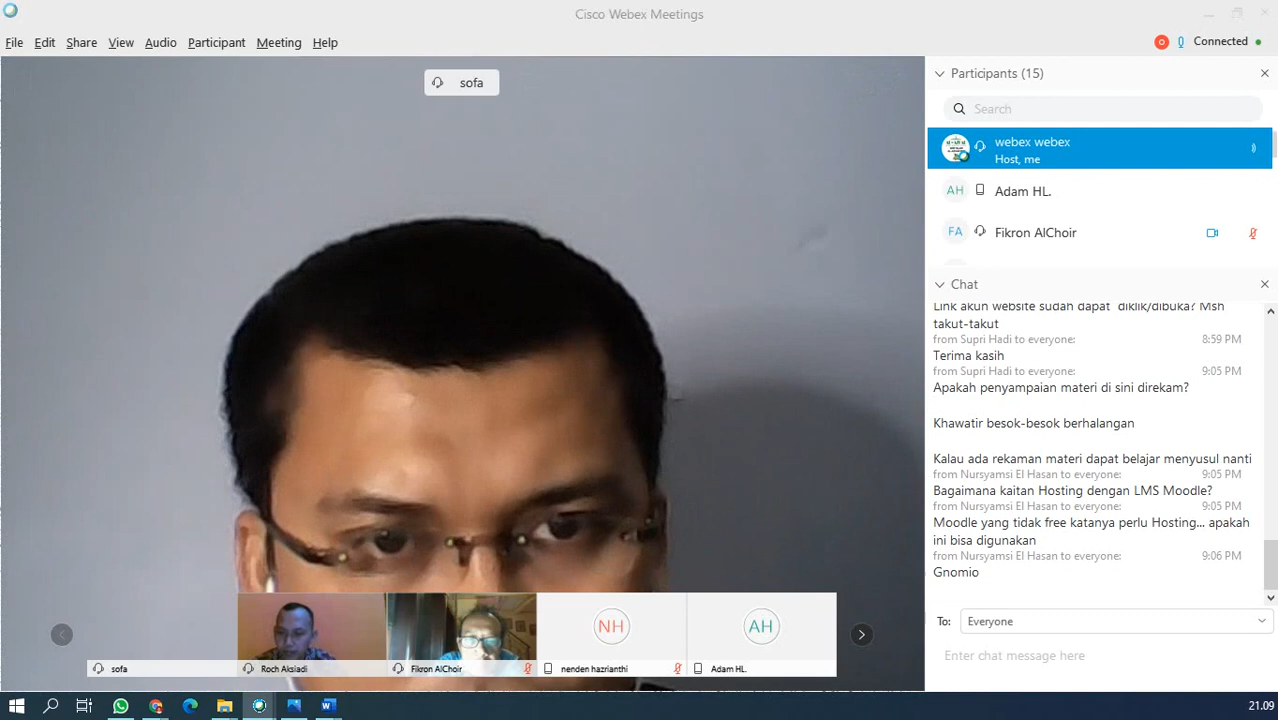 Cisco Webex Meetings
File Edit Share View Audio Participant Meeting Help
Connected
sofa
Participants (15)
Search
webex webex
Host, me
AH Adam HL.
FA Fikron AlChoir
Chat
Link akun website sudah dapat diklik/dibuka? Msh
takut-takut
from Supri Hadi to everyone: 8:59 PM
Terima kasih
from Supri Hadi to everyone: 9:05 PM
Apakah penyampaian materi di sini direkam?
Khawatir besok-besok berhalangan
Kalau ada rekaman materi dapat belajar menyusul nanti
from Nursyamsi El Hasan to everyone: 9:05 PM
Bagaimana kaitan Hosting dengan LMS Moodle?
from Nursyamsi El Hasan to everyone: 9:05 PM
Moodle yang tidak free katanya perlu Hosting... apakah
ini bisa digunakan
from Nursyamsi El Hasan to everyone: 9:06 PM
Gnomio
To: Everyone
Enter chat message here
NH AH
sofa Roch Aksiadi Fikron AlChoir nenden hazrianthi Adam HL.
21.09